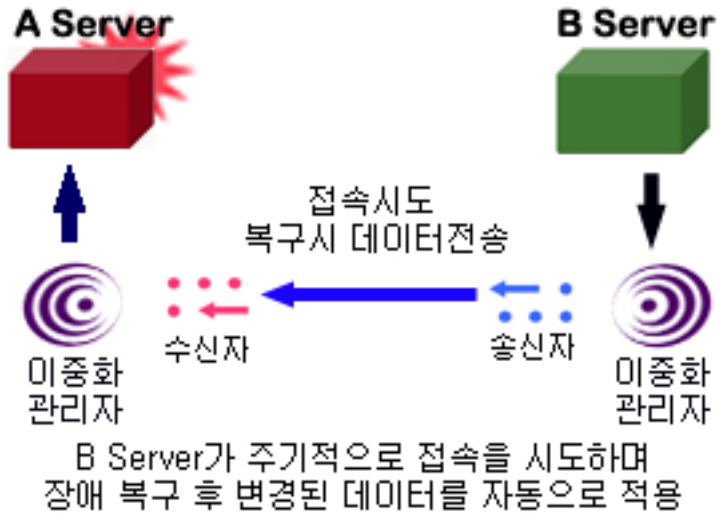 A Server
B Server
접속시도
복구시 데이터전송
수신자
송신자
이중화
관리자
이중화
관리자
B Server가 주기적으로 접속을 시도하며
장애 복구 후 변경된 데이터를 자동으로 적용